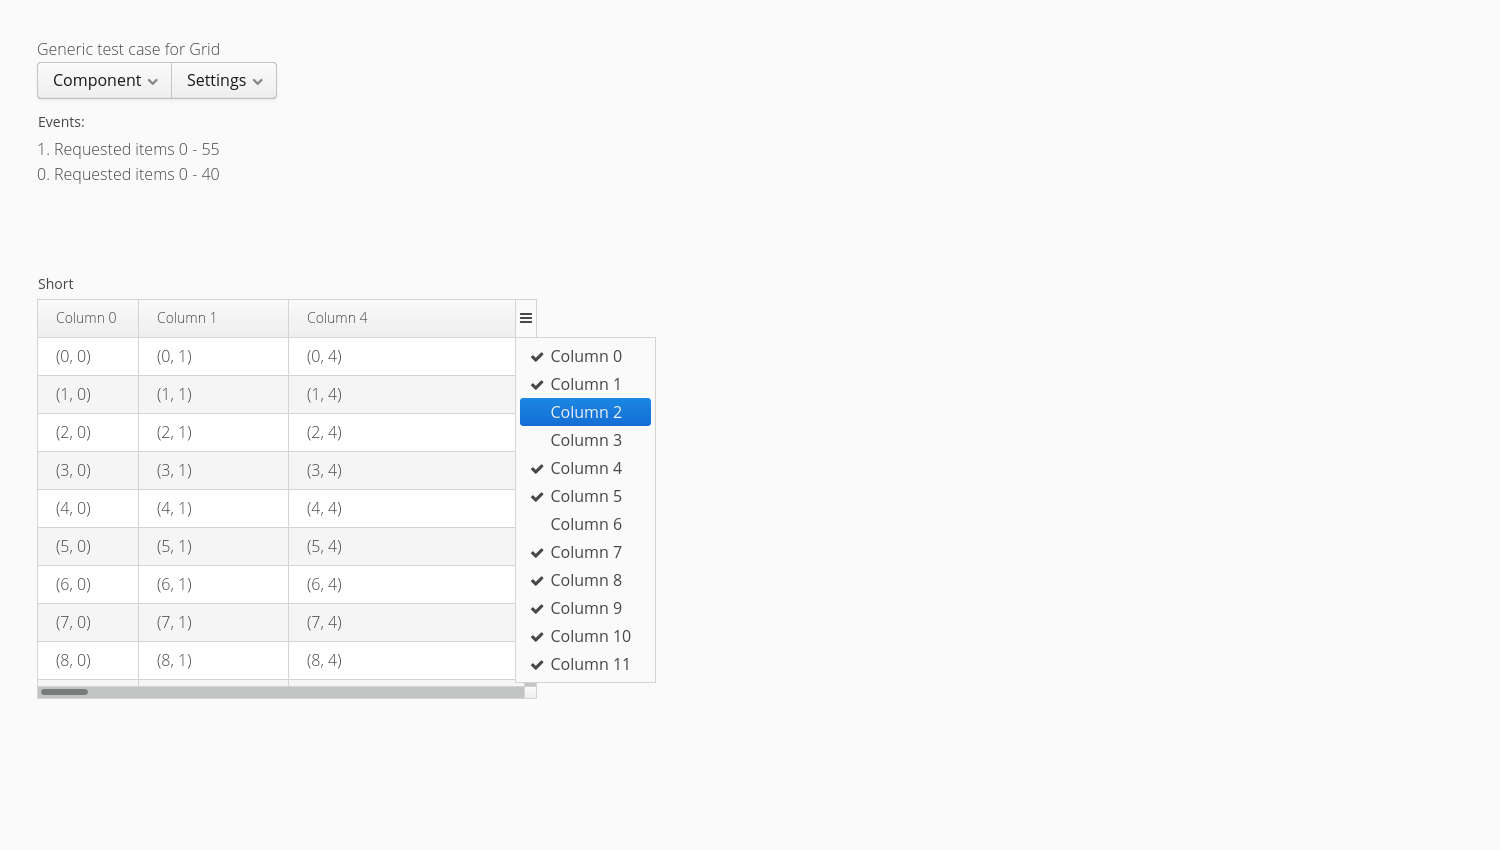 Generic test case for Grid
Component Settings
Events:
1. Requested items 0 - 55
0. Requested items 0 - 40
Short
Column 0 Column 1 Column 4
(0, 0) (0, 1) (0, 4)
(1, 0) (1, 1) (1, 4)
(2, 0) (2, 1) (2, 4)
(3, 0) (3, 1) (3, 4)
(4, 0) (4, 1) (4, 4)
(5, 0) (5, 1) (5, 4)
(6, 0) (6, 1) (6, 4)
(7, 0) (7, 1) (7, 4)
(8, 0) (8, 1) (8, 4)
Column 0
Column 1
Column 2
Column 3
Column 4
Column 5
Column 6
Column 7
Column 8
Column 9
Column 10
Column 11